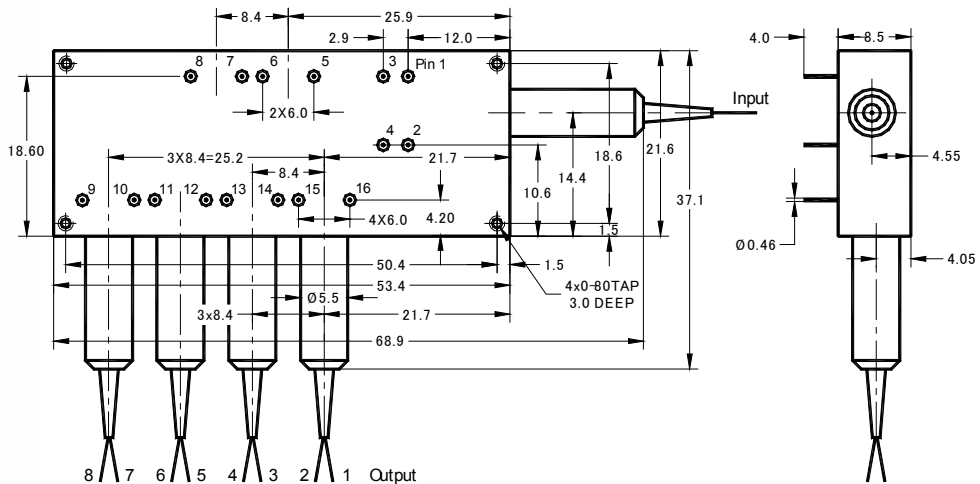 8.4 25.9
2.9 12.0 4.0 8.5
8 7 6 5 3 Pin 1
2X6.0 Input
4 2
18.60 3X8.4=25.2 21.7 18.6 21.6
14.4 4.55
8.4 10.6
9 10 11 12 13 14 15 16 37.1
4X6.0 4.20
1.5 Ø0.46
50.4 1.5 4.05
53.4 4x0-80TAP
Ø5.5 3.0 DEEP
3x8.4 21.7
68.9
8 7 6 5 4 3 2 1 Output